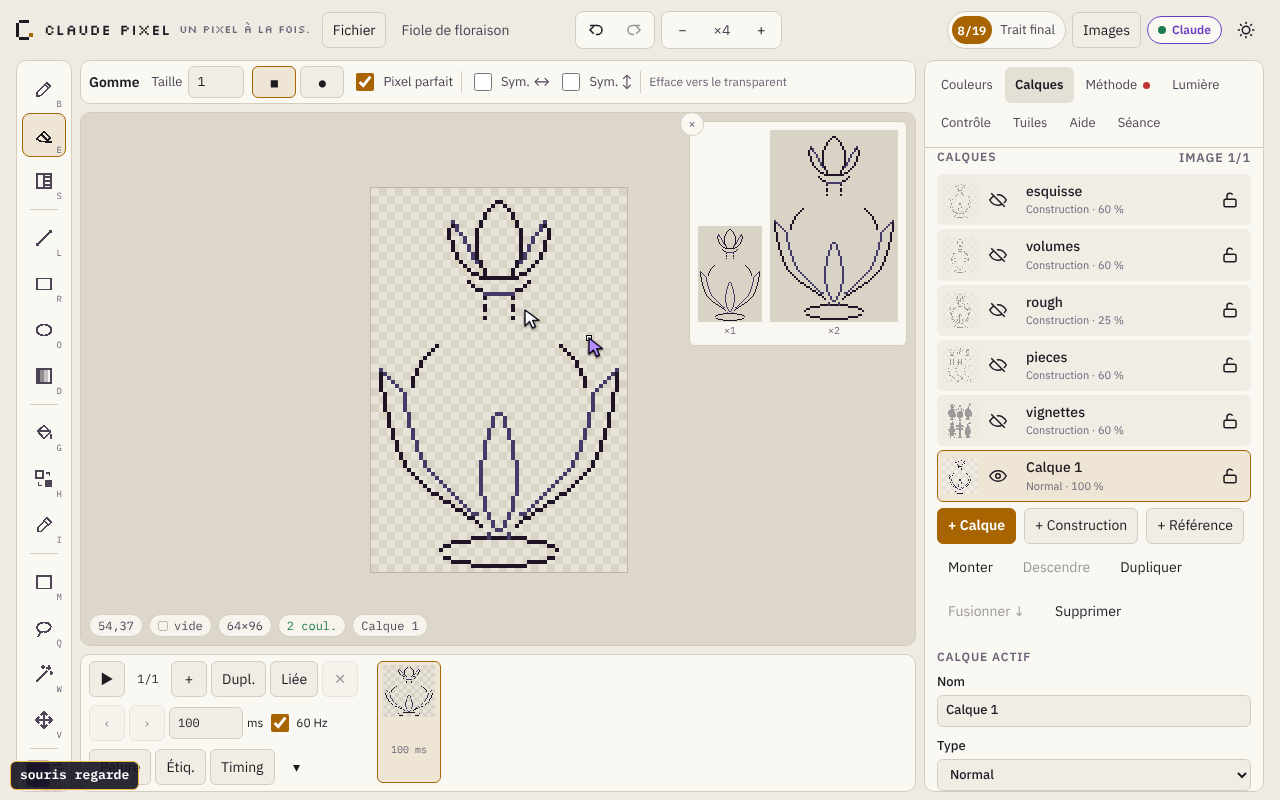 CLAUDE PIXEL UN PIXEL À LA FOIS. Fichier Fiole de floraison − ×4 + 8/19 Trait final Images Claude
Gomme Taille 1 Pixel parfait Sym. ↔ Sym. ↕ Efface vers le transparent
Couleurs Calques Méthode Lumière
Contrôle Tuiles Aide Séance
CALQUES IMAGE 1/1
esquisse
Construction · 60 %
volumes
Construction · 60 %
rough
Construction · 25 %
pieces
Construction · 60 %
vignettes
Construction · 60 %
Calque 1
Normal · 100 %
+ Calque + Construction + Référence
Monter Descendre Dupliquer
Fusionner ↓ Supprimer
CALQUE ACTIF
Nom
Calque 1
Type
Normal
B
E
S
L
R
O
D
G
H
I
M
Q
W
V
×
×1 ×2
54,37 vide 64×96 2 coul. Calque 1
1/1 + Dupl. Liée ×
‹ › 100 ms 60 Hz
Étiq. Timing ▼
100 ms
souris regarde